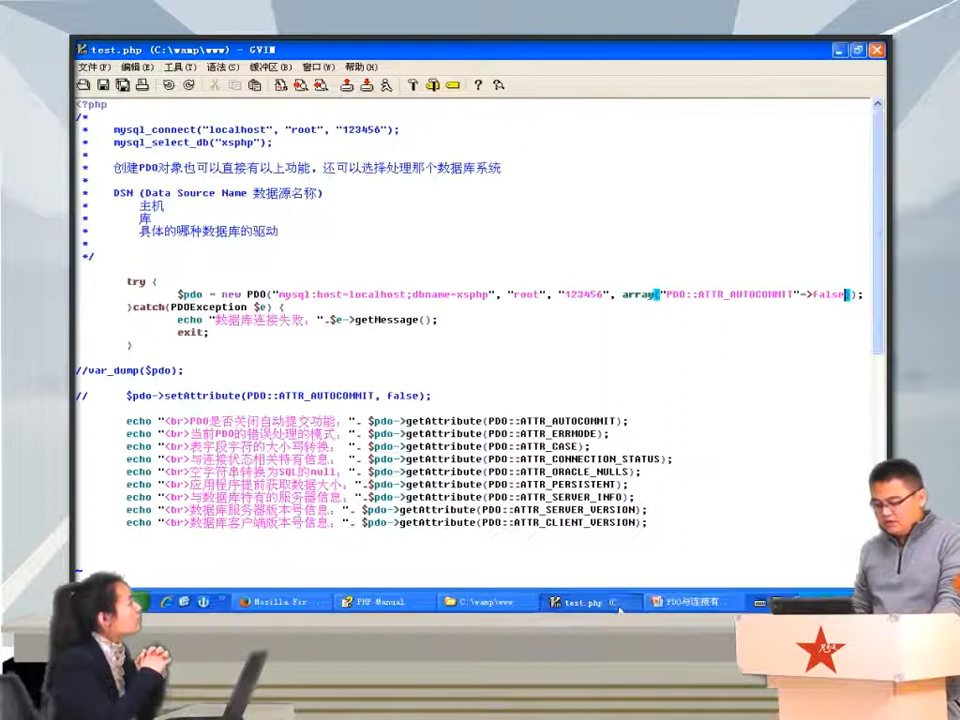 test.php (C:\wamp\www) - GVIM
文件(F) 编辑(E) 工具(T) 语法(S) 缓冲区(B) 窗口(W) 帮助(H)
<?php
/*
* mysql_connect("localhost", "root", "123456");
* mysql_select_db("xsphp");
*
* 创建PDO对象也可以直接有以上功能，还可以选择处理那个数据库系统
*
* DSN (Data Source Name 数据源名称)
* 主机
* 库
* 具体的哪种数据库的驱动
*
*/
try {
$pdo = new PDO("mysql:host=localhost;dbname=xsphp", "root", "123456", array("PDO::ATTR_AUTOCOMMIT"=>false));
}catch(PDOException $e) {
echo "数据库连接失败：".$e->getMessage();
exit;
}
//var_dump($pdo);
// $pdo->setAttribute(PDO::ATTR_AUTOCOMMIT, false);
echo "<br>PDO是否关闭自动提交功能：". $pdo->getAttribute(PDO::ATTR_AUTOCOMMIT);
echo "<br>当前PDO的错误处理的模式：". $pdo->getAttribute(PDO::ATTR_ERRMODE);
echo "<br>表字段字符的大小写转换：". $pdo->getAttribute(PDO::ATTR_CASE);
echo "<br>与连接状态相关特有信息：". $pdo->getAttribute(PDO::ATTR_CONNECTION_STATUS);
echo "<br>空字符串转换为SQL的null：". $pdo->getAttribute(PDO::ATTR_ORACLE_NULLS);
echo "<br>应用程序提前获取数据大小：". $pdo->getAttribute(PDO::ATTR_PERSISTENT);
echo "<br>与数据库特有的服务器信息：". $pdo->getAttribute(PDO::ATTR_SERVER_INFO);
echo "<br>数据库服务器版本号信息：". $pdo->getAttribute(PDO::ATTR_SERVER_VERSION);
echo "<br>数据库客户端版本号信息：". $pdo->getAttribute(PDO::ATTR_CLIENT_VERSION);
~
Mozilla Fir... PHP Manual C:\wamp\www test.php (C... PDO与连接有...